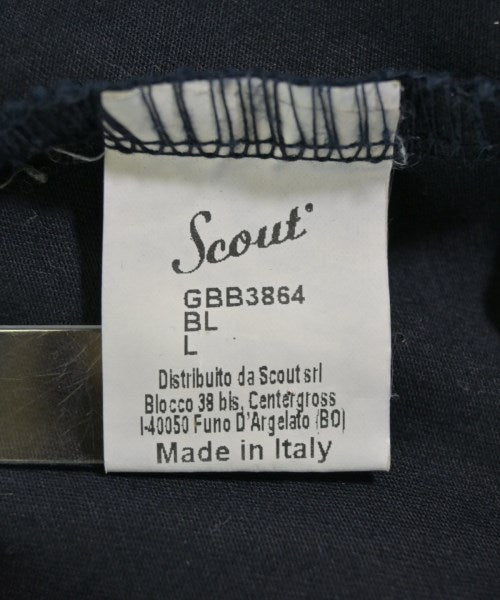 Scout
GBB3864
BL
L
Distribuito da Scout srl
Blocco 38 bis, Centergross
I-40050 Funo D'Argelato (BO)
Made in Italy